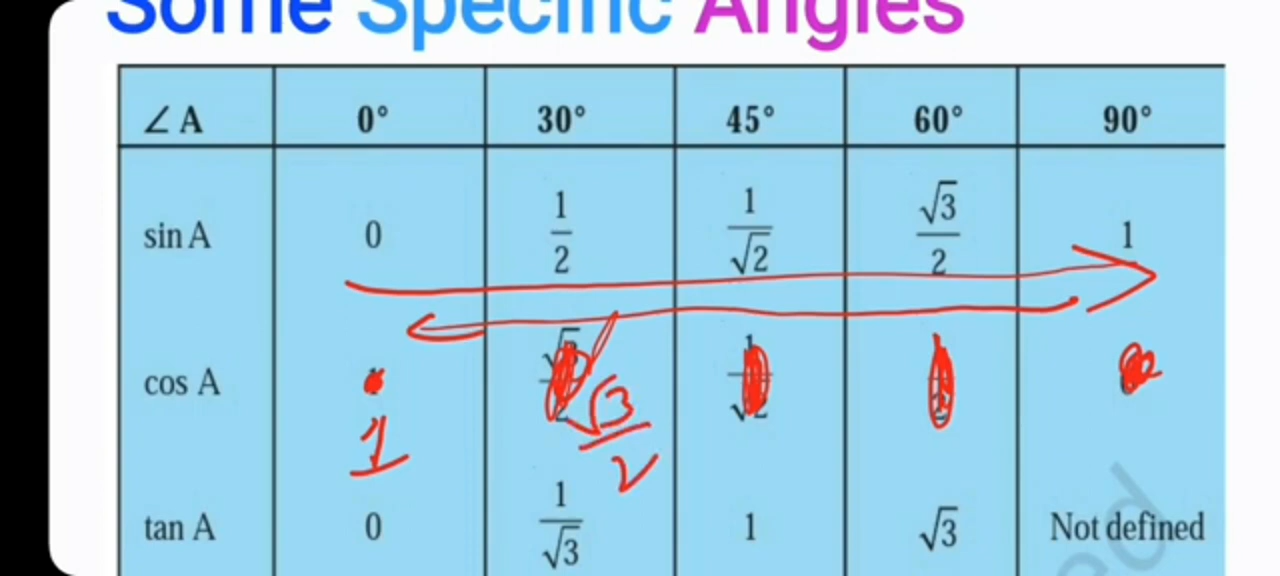 Some Specific Angles
∠ A 0° 30° 45° 60° 90°
sin A 0 1/2 1/√2 √3/2 1
cos A
1 √3/2
tan A 0 1/√3 1 √3 Not defined
ed